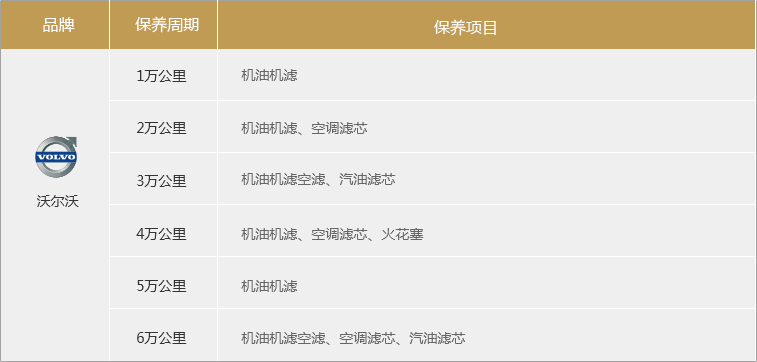 品牌 保养周期 保养项目
1万公里 机油机滤
2万公里 机油机滤、空调滤芯
3万公里 机油机滤空滤、汽油滤芯
VOLVO
沃尔沃
4万公里 机油机滤、空调滤芯、火花塞
5万公里 机油机滤
6万公里 机油机滤空滤、空调滤芯、汽油滤芯